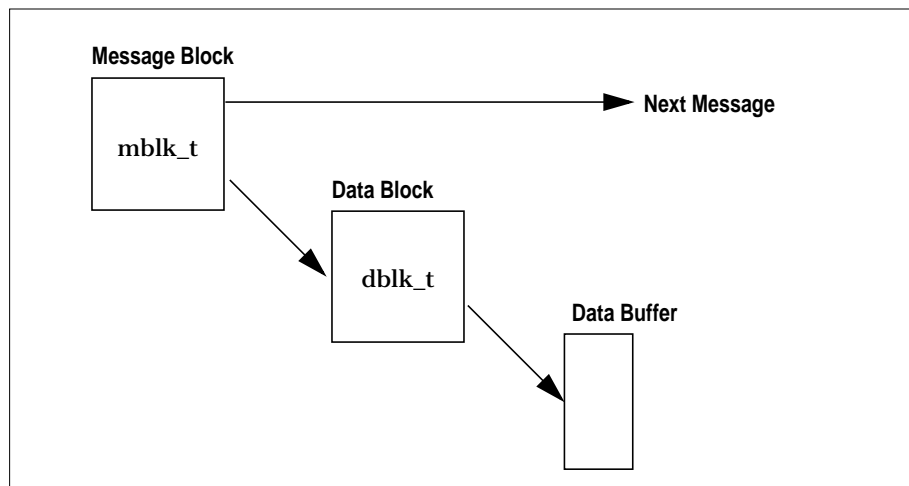 Message Block
Next Message
mblk_t
Data Block
dblk_t
Data Buffer